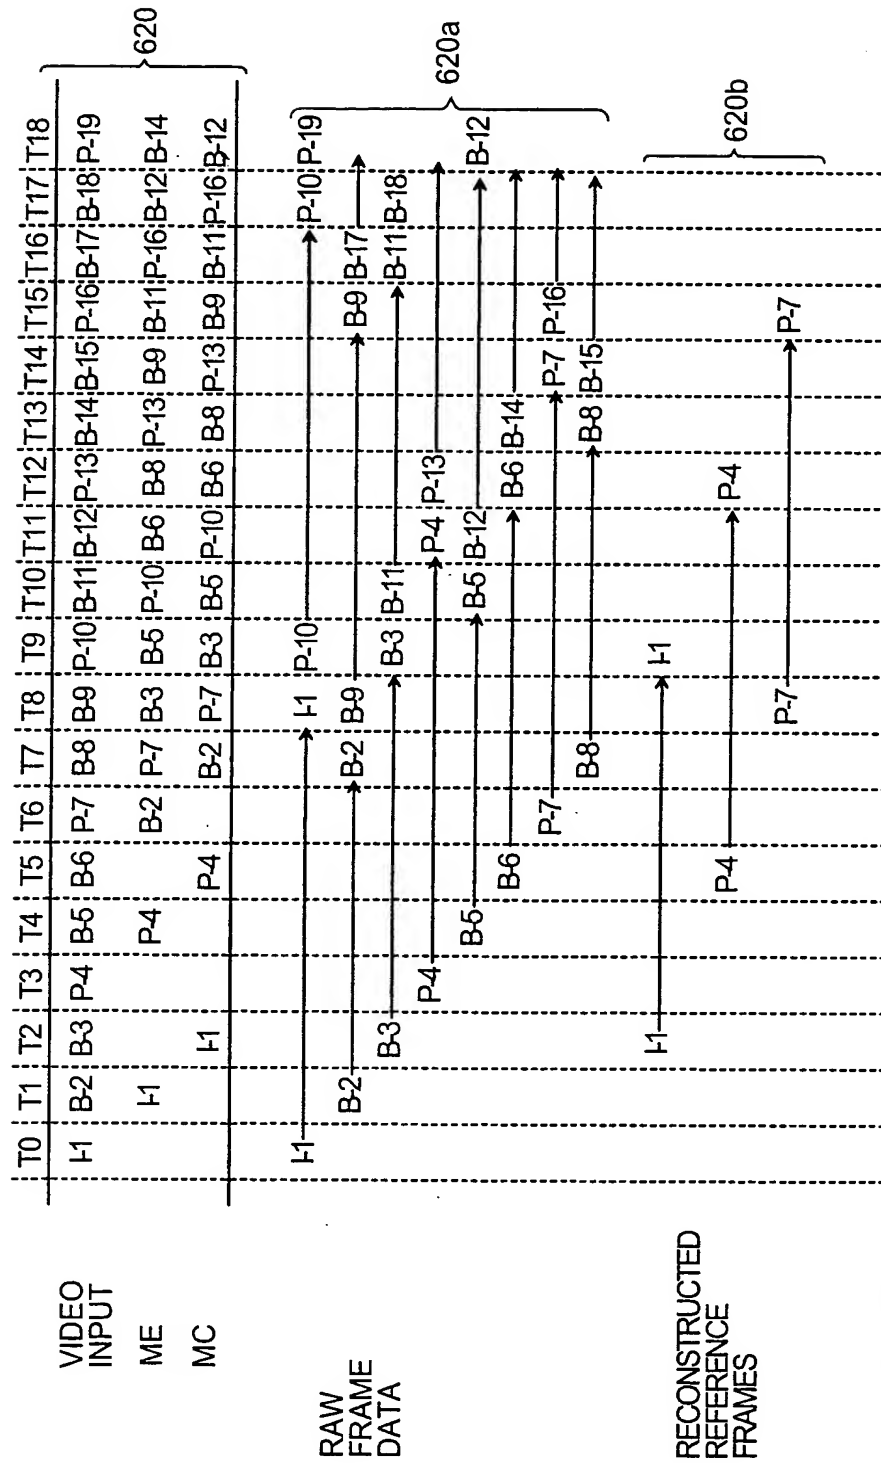 T0 T1 T2 T3 T4 T5 T6 T7 T8 T9 T10 T11 T12 T13 T14 T15 T16 T17 T18
VIDEO INPUT I-1 B-2 B-3 P-4 B-5 B-6 P-7 B-8 B-9 P-10 B-11 B-12 P-13 B-14 B-15 P-16 B-17 B-18 P-19
620
ME I-1 P-4 B-2 P-7 B-3 B-5 P-10 B-6 B-8 P-13 B-9 B-11 P-16 B-12 B-14
MC I-1 P-4 B-2 P-7 B-3 B-5 P-10 B-6 B-8 P-13 B-9 B-11 P-16 B-12
RAW
FRAME
DATA
I-1 I-1 P-10 P-10 P-19
B-2 B-2 B-9 B-9 B-17
B-3 B-3 B-11 B-11 B-18
P-4 P-4 P-13
620a
B-5 B-5 B-12 B-12
B-6 B-6 B-14
P-7 P-7 P-16
B-8 B-8 B-15
RECONSTRUCTED
REFERENCE
FRAMES
I-1 I-1
P-4 P-4
620b
P-7 P-7